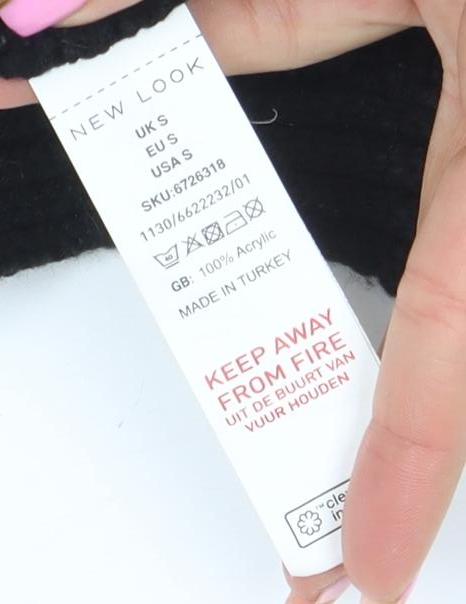 NEW LOOK
UK S
EU S
USA S
SKU:6726318
1130/6622232/01
40
GB: 100% Acrylic
MADE IN TURKEY
KEEP AWAY
FROM FIRE
UIT DE BUURT VAN
VUUR HOUDEN